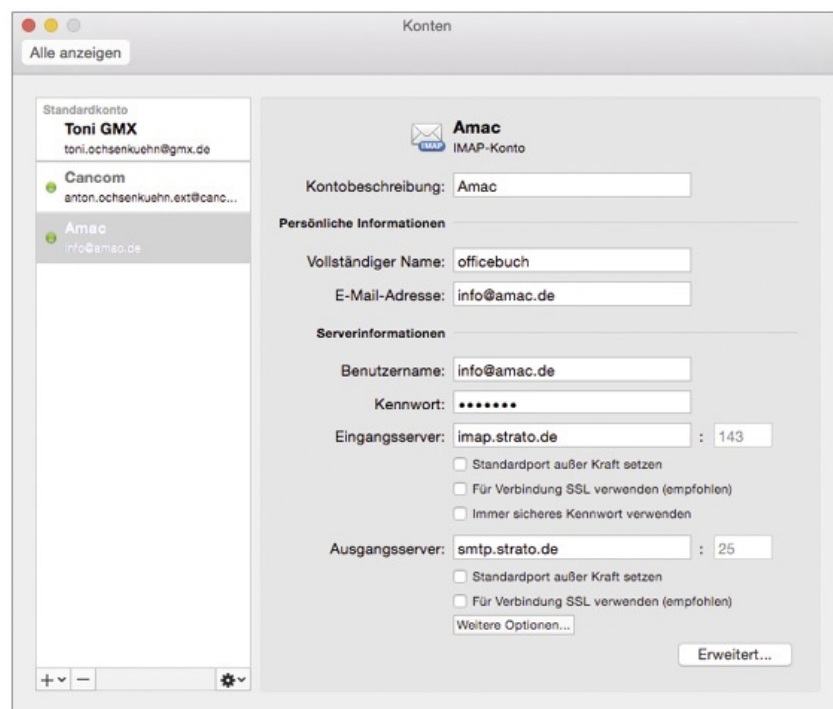 Konten
Alle anzeigen
Standardkonto
Toni GMX
toni.ochsenkuehn@gmx.de
Cancom
anton.ochsenkuehn.ext@canc...
Amac
info@amac.de
Amac
IMAP
IMAP-Konto
Kontobeschreibung: Amac
Persönliche Informationen
Vollständiger Name: officebuch
E-Mail-Adresse: info@amac.de
Serverinformationen
Benutzername: info@amac.de
Kennwort: •••••••
Eingangsserver: imap.strato.de : 143
Standardport außer Kraft setzen
Für Verbindung SSL verwenden (empfohlen)
Immer sicheres Kennwort verwenden
Ausgangsserver: smtp.strato.de : 25
Standardport außer Kraft setzen
Für Verbindung SSL verwenden (empfohlen)
Weitere Optionen...
Erweitert...